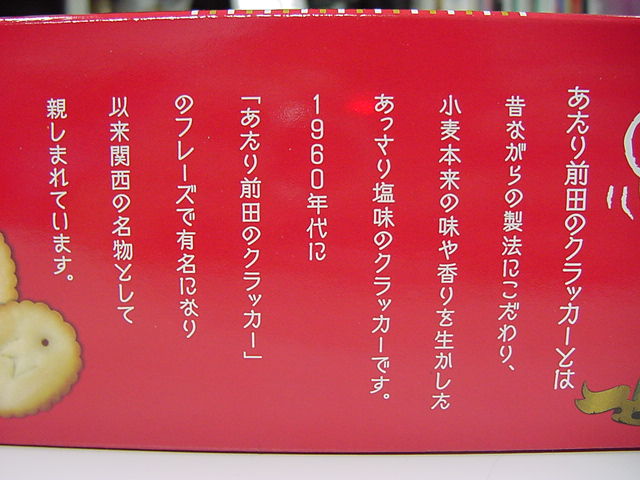 あたり前田のクラッカーとは
昔ながらの製法にこだわり、
小麦本来の味や香りを生かした
あっさり塩味のクラッカーです。
1960年代に
「あたり前田のクラッカー」
のフレーズで有名になり
以来関西の名物として
親しまれています。